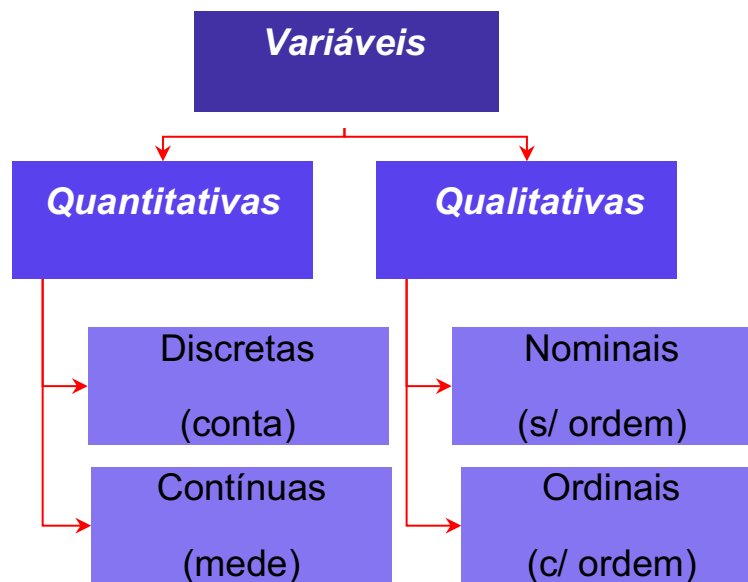 Variáveis
Quantitativas
Qualitativas
Discretas
(conta)
Contínuas
(mede)
Nominais
(s/ ordem)
Ordinais
(c/ ordem)